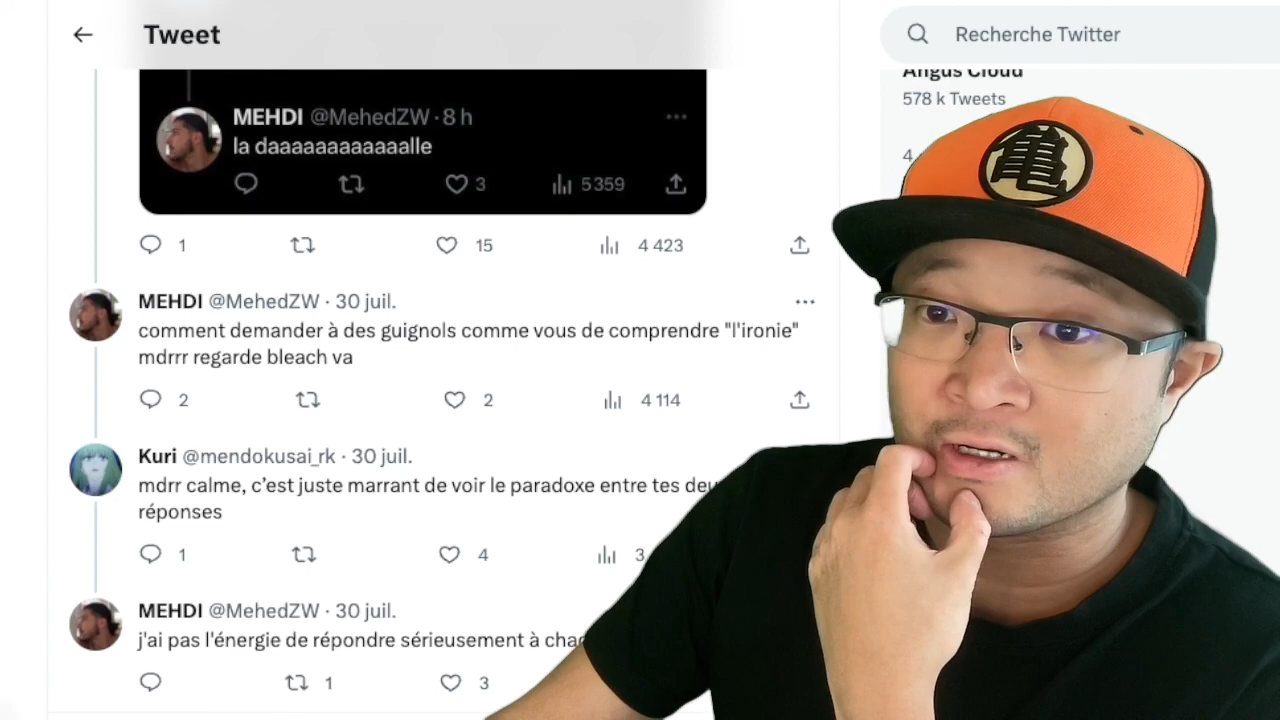 Tweet
Recherche Twitter
Angus Cloud
578 k Tweets
4
MEHDI @MehedZW · 8 h
la daaaaaaaaaaaalle
3
5 359
1
15
4 423
MEHDI @MehedZW · 30 juil.
comment demander à des guignols comme vous de comprendre "l'ironie"
mdrrr regarde bleach va
2
2
4 114
Kuri @mendokusai_rk · 30 juil.
mdrr calme, c’est juste marrant de voir le paradoxe entre tes
réponses
1
4
3
MEHDI @MehedZW · 30 juil.
j'ai pas l'énergie de répondre sérieusement à
1
3
亀